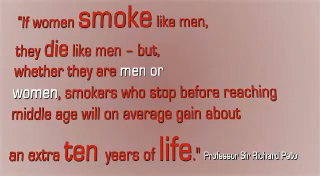 "If women smoke like men,
they die like men – but,
whether they are men or
women, smokers who stop before reaching
middle age will on average gain about
an extra ten years of life." Professor Sir Richard Peto